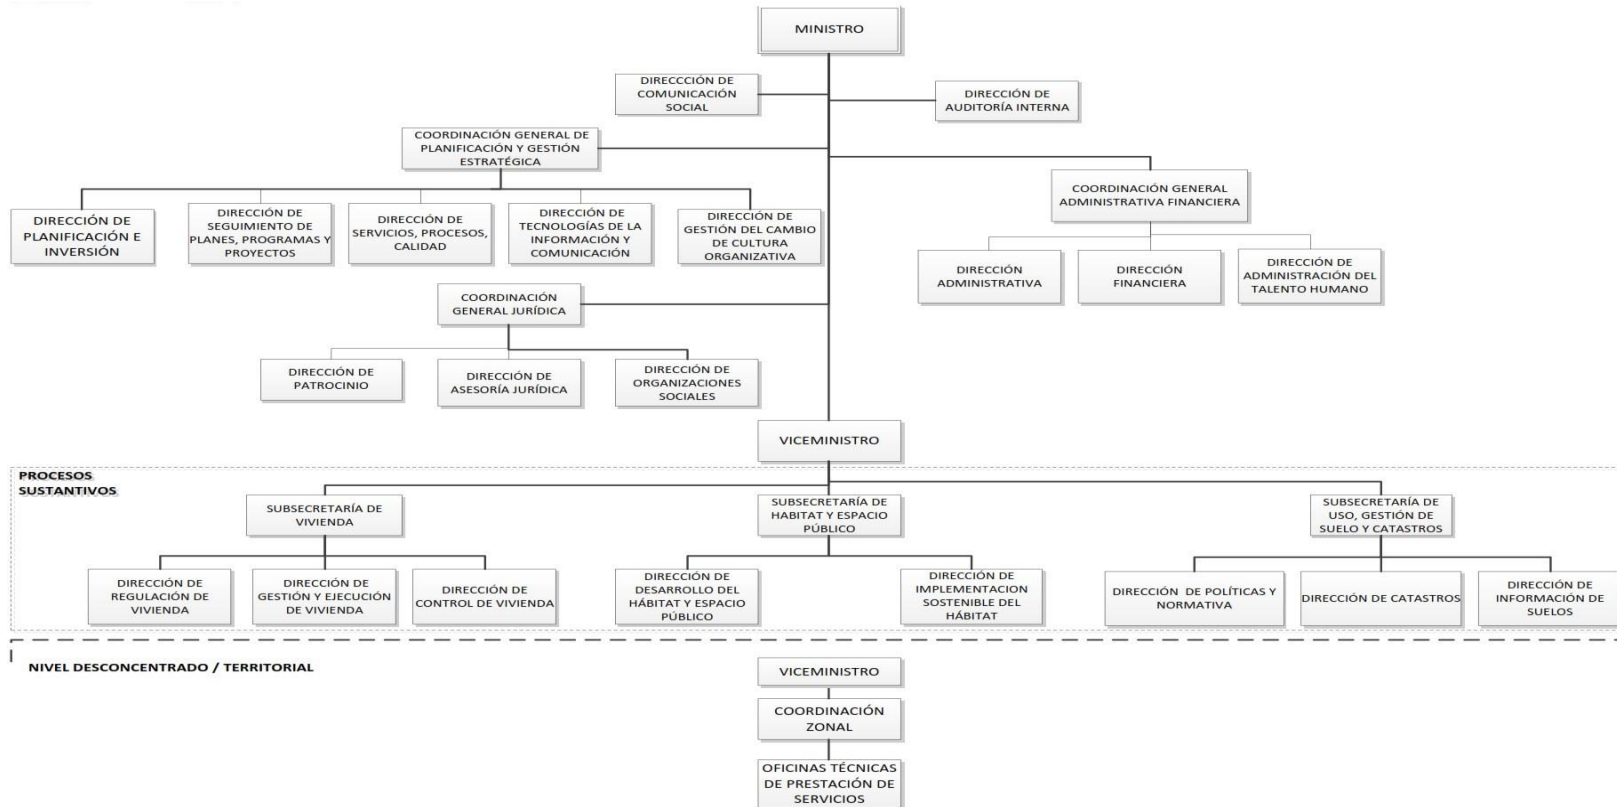 MINISTRO
DIRECCCIÓN DE
COMUNICACIÓN
SOCIAL
DIRECCIÓN DE
AUDITORÍA INTERNA
COORDINACIÓN GENERAL DE
PLANIFICACIÓN Y GESTIÓN
ESTRATÉGICA
COORDINACIÓN GENERAL
ADMINISTRATIVA FINANCIERA
DIRECCIÓN DE
PLANIFICACIÓN E
INVERSIÓN
DIRECCIÓN DE
SEGUIMIENTO DE
PLANES, PROGRAMAS Y
PROYECTOS
DIRECCIÓN DE
SERVICIOS, PROCESOS,
CALIDAD
DIRECCIÓN DE
TECNOLOGÍAS DE LA
INFORMACIÓN Y
COMUNICACIÓN
DIRECCIÓN DE
GESTIÓN DEL CAMBIO
DE CULTURA
ORGANIZATIVA
DIRECCIÓN
ADMINISTRATIVA
DIRECCIÓN
FINANCIERA
DIRECCIÓN DE
ADMINISTRACIÓN DEL
TALENTO HUMANO
COORDINACIÓN
GENERAL JURÍDICA
DIRECCIÓN DE
PATROCINIO
DIRECCIÓN DE
ASESORÍA JURÍDICA
DIRECCIÓN DE
ORGANIZACIONES
SOCIALES
VICEMINISTRO
PROCESOS
SUSTANTIVOS
SUBSECRETARÍA DE
VIVIENDA
SUBSECRETARÍA DE
HABITAT Y ESPACIO
PÚBLICO
SUBSECRETARÍA DE
USO, GESTIÓN DE
SUELO Y CATASTROS
DIRECCIÓN DE
REGULACIÓN DE
VIVIENDA
DIRECCIÓN DE
GESTIÓN Y EJECUCIÓN
DE VIVIENDA
DIRECCIÓN DE
CONTROL DE VIVIENDA
DIRECCIÓN DE
DESARROLLO DEL
HÁBITAT Y ESPACIO
PÚBLICO
DIRECCIÓN DE
IMPLEMENTACION
SOSTENIBLE DEL
HÁBITAT
DIRECCIÓN DE POLÍTICAS Y
NORMATIVA
DIRECCIÓN DE CATASTROS
DIRECCIÓN DE
INFORMACIÓN DE
SUELOS
NIVEL DESCONCENTRADO / TERRITORIAL
VICEMINISTRO
COORDINACIÓN
ZONAL
OFICINAS TÉCNICAS
DE PRESTACIÓN DE
SERVICIOS